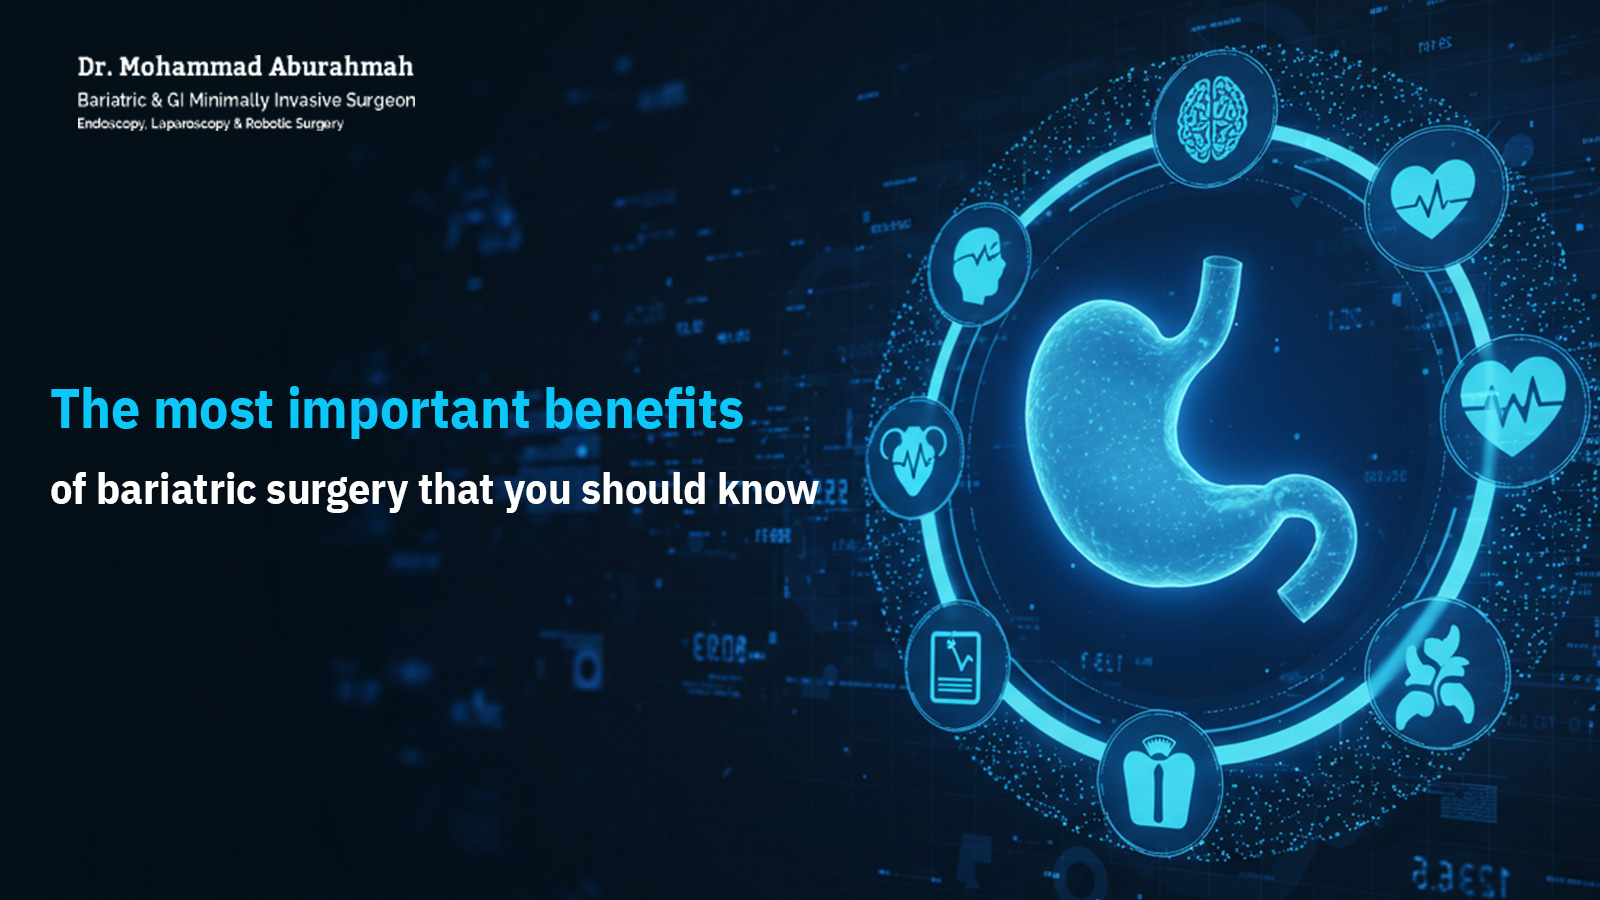 Dr. Mohammad Aburahmah
Bariatric & GI Minimally Invasive Surgeon
Endoscopy, Laparoscopy & Robotic Surgery
The most important benefits
of bariatric surgery that you should know